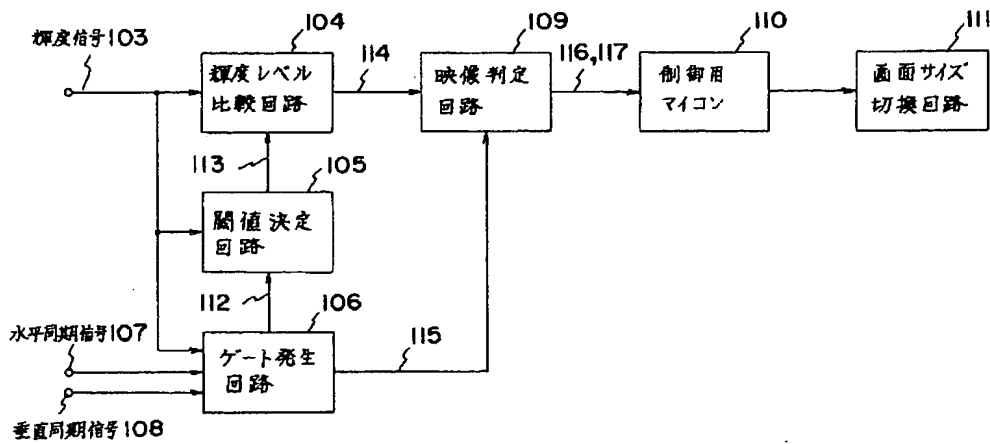 輝度信号103
104
輝度レベル
比較回路
114
109
映像判定
回路
116,117
110
制御用
マイコン
111
画面サイズ
切換回路
113
105
閾値決定
回路
112
106
水平同期信号107
ゲート発生
回路
115
垂直同期信号108